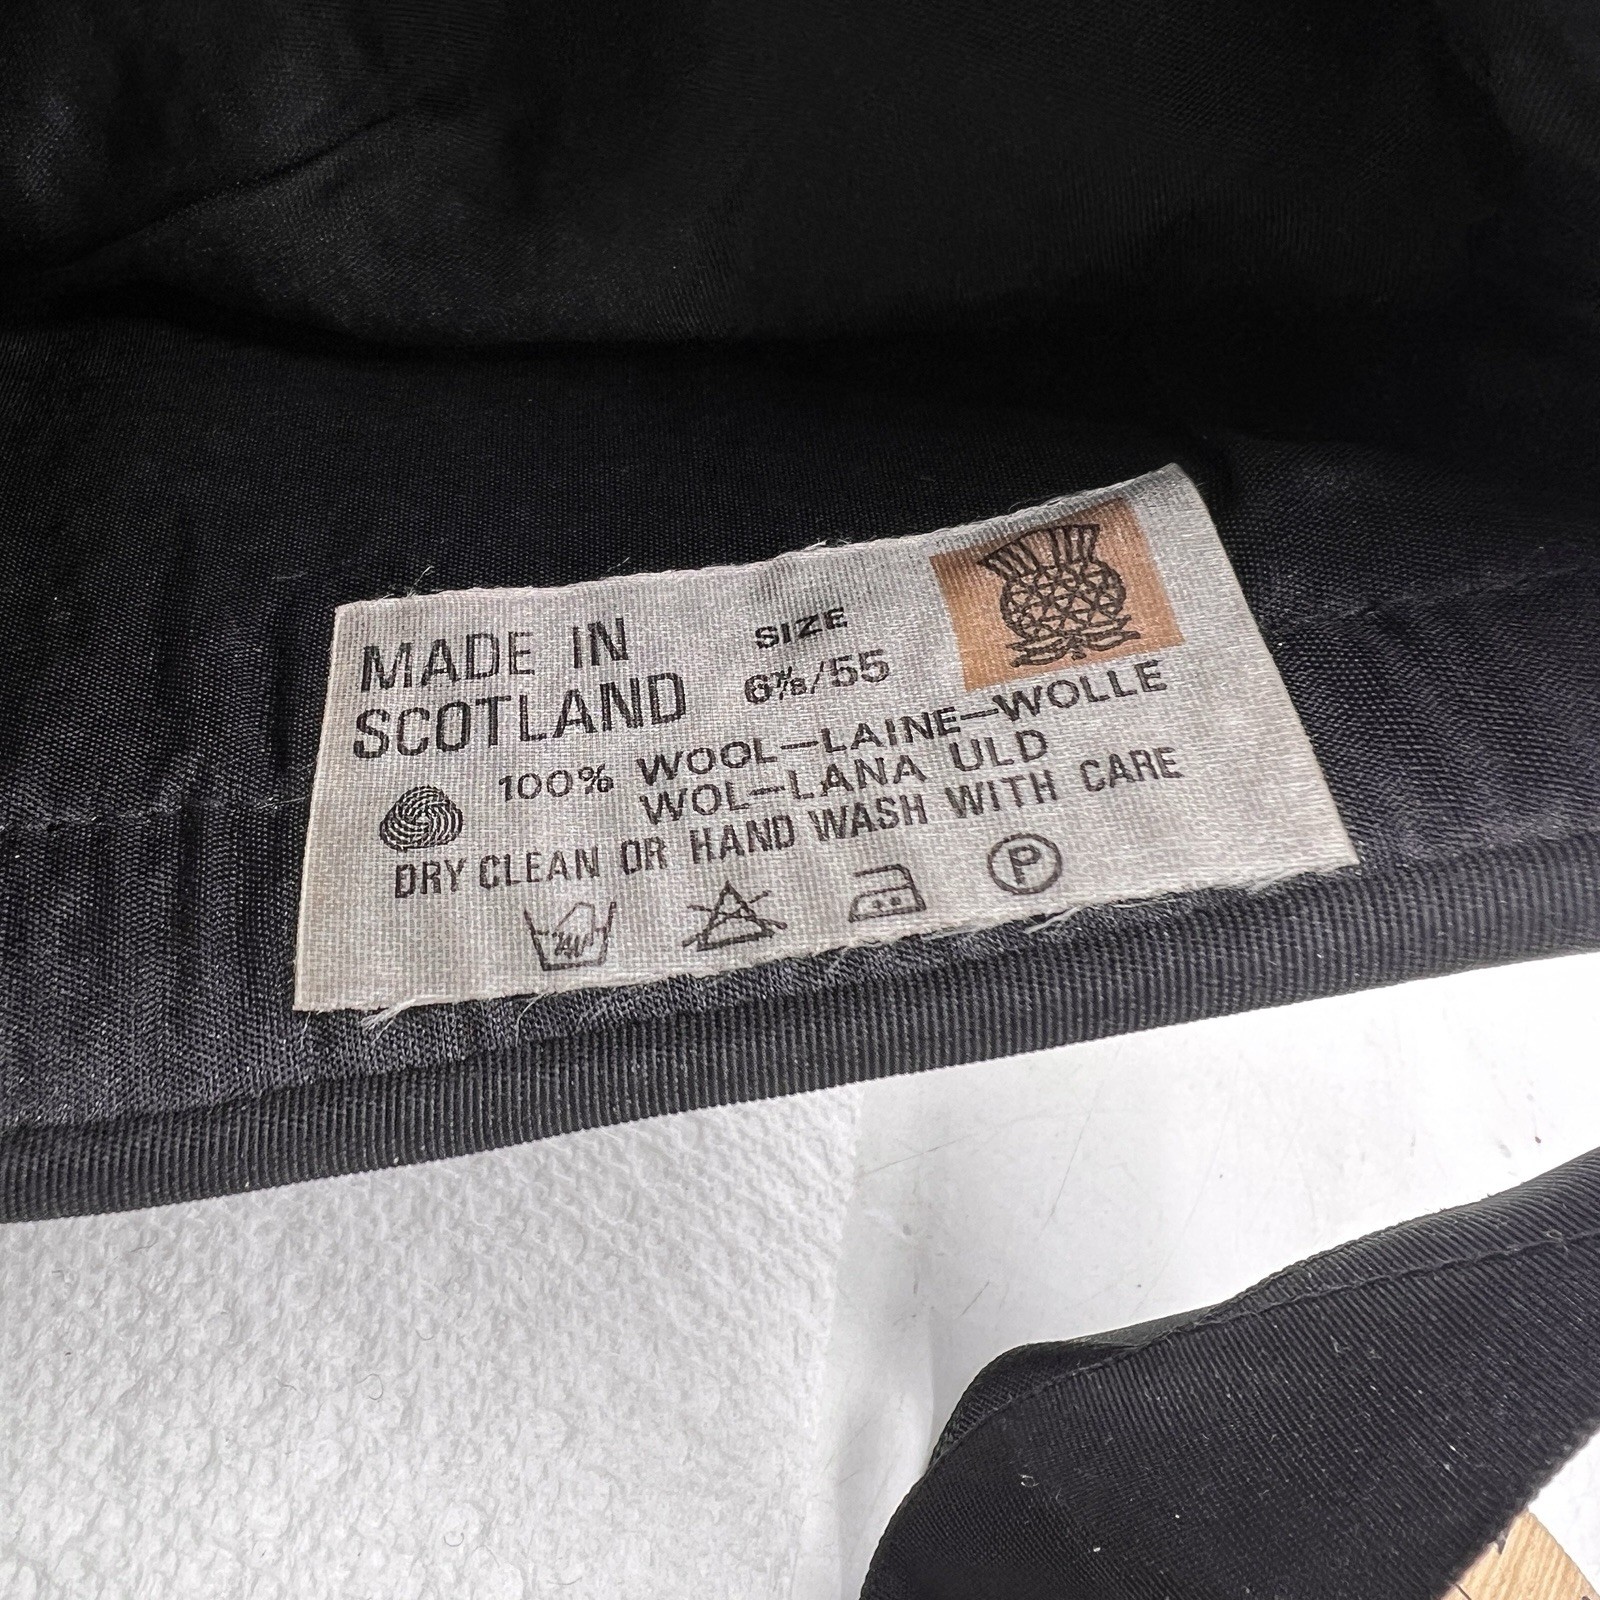 MADE IN
SCOTLAND
SIZE
6⅞/55
100% WOOL—LAINE—WOLLE
WOL—LANA ULD
DRY CLEAN OR HAND WASH WITH CARE
P